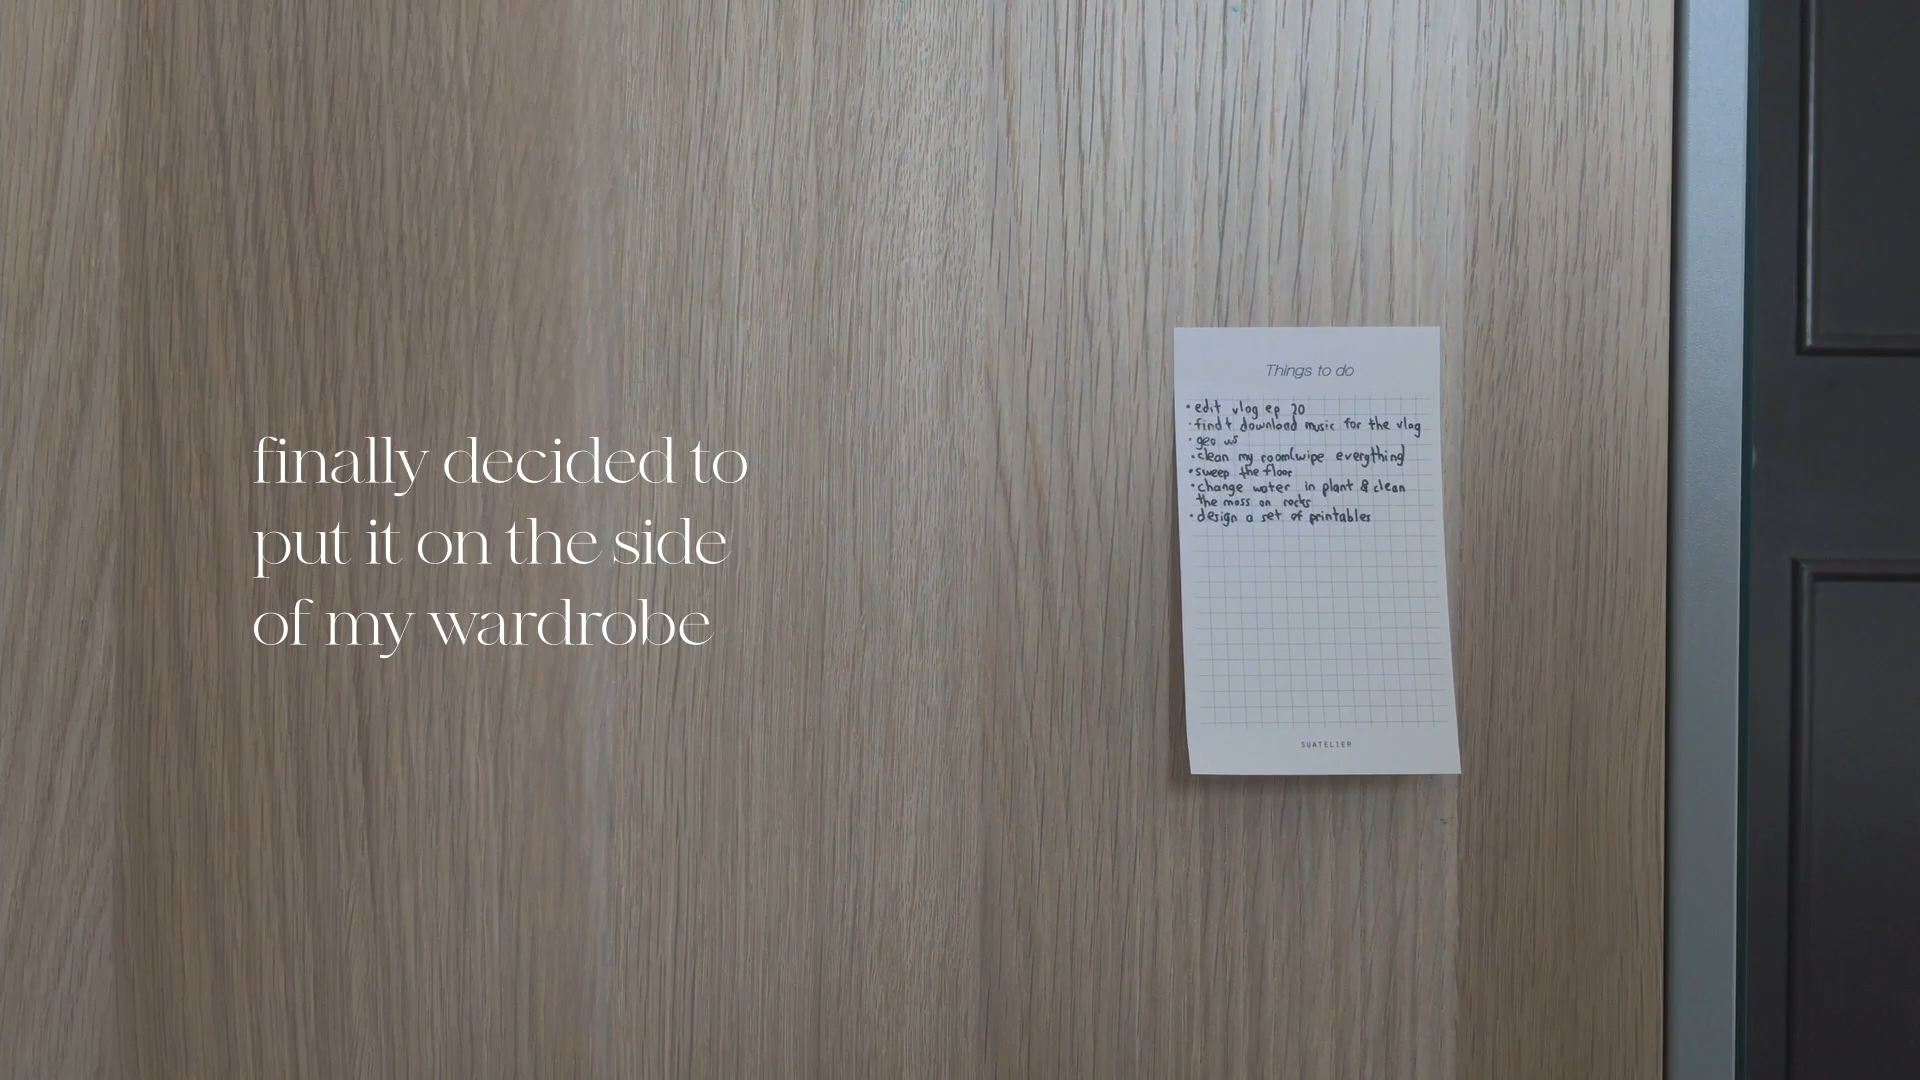 finally decided to
put it on the side
of my wardrobe
Things to do
• edit vlog ep 20
• find + download music for the vlog
• geo ws
• clean my room(wipe everything)
• sweep the floor
• change water in plant & clean
the moss on rocks
• design a set of printables
SUATELIER